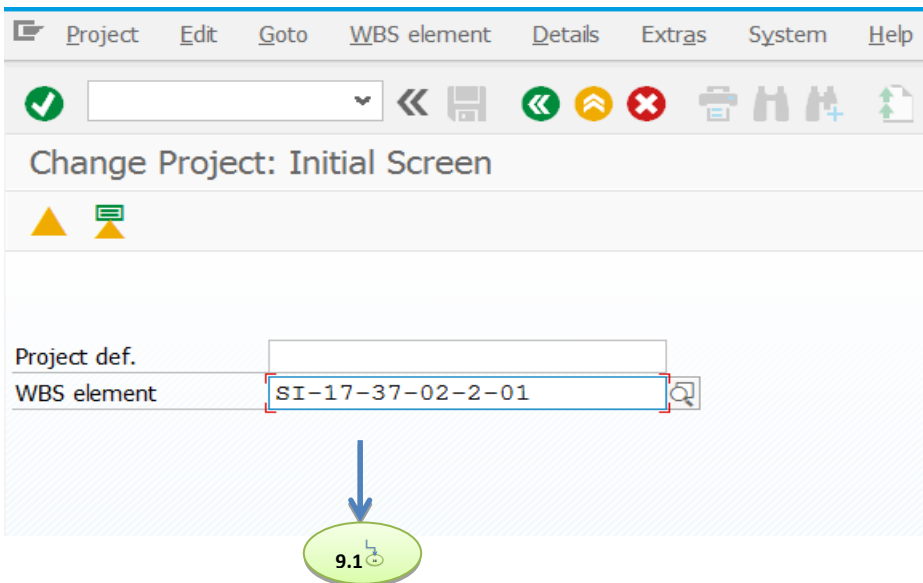 Project Edit Goto WBS element Details Extras System Help
Change Project: Initial Screen
Project def.
WBS element SI-17-37-02-2-01
9.1